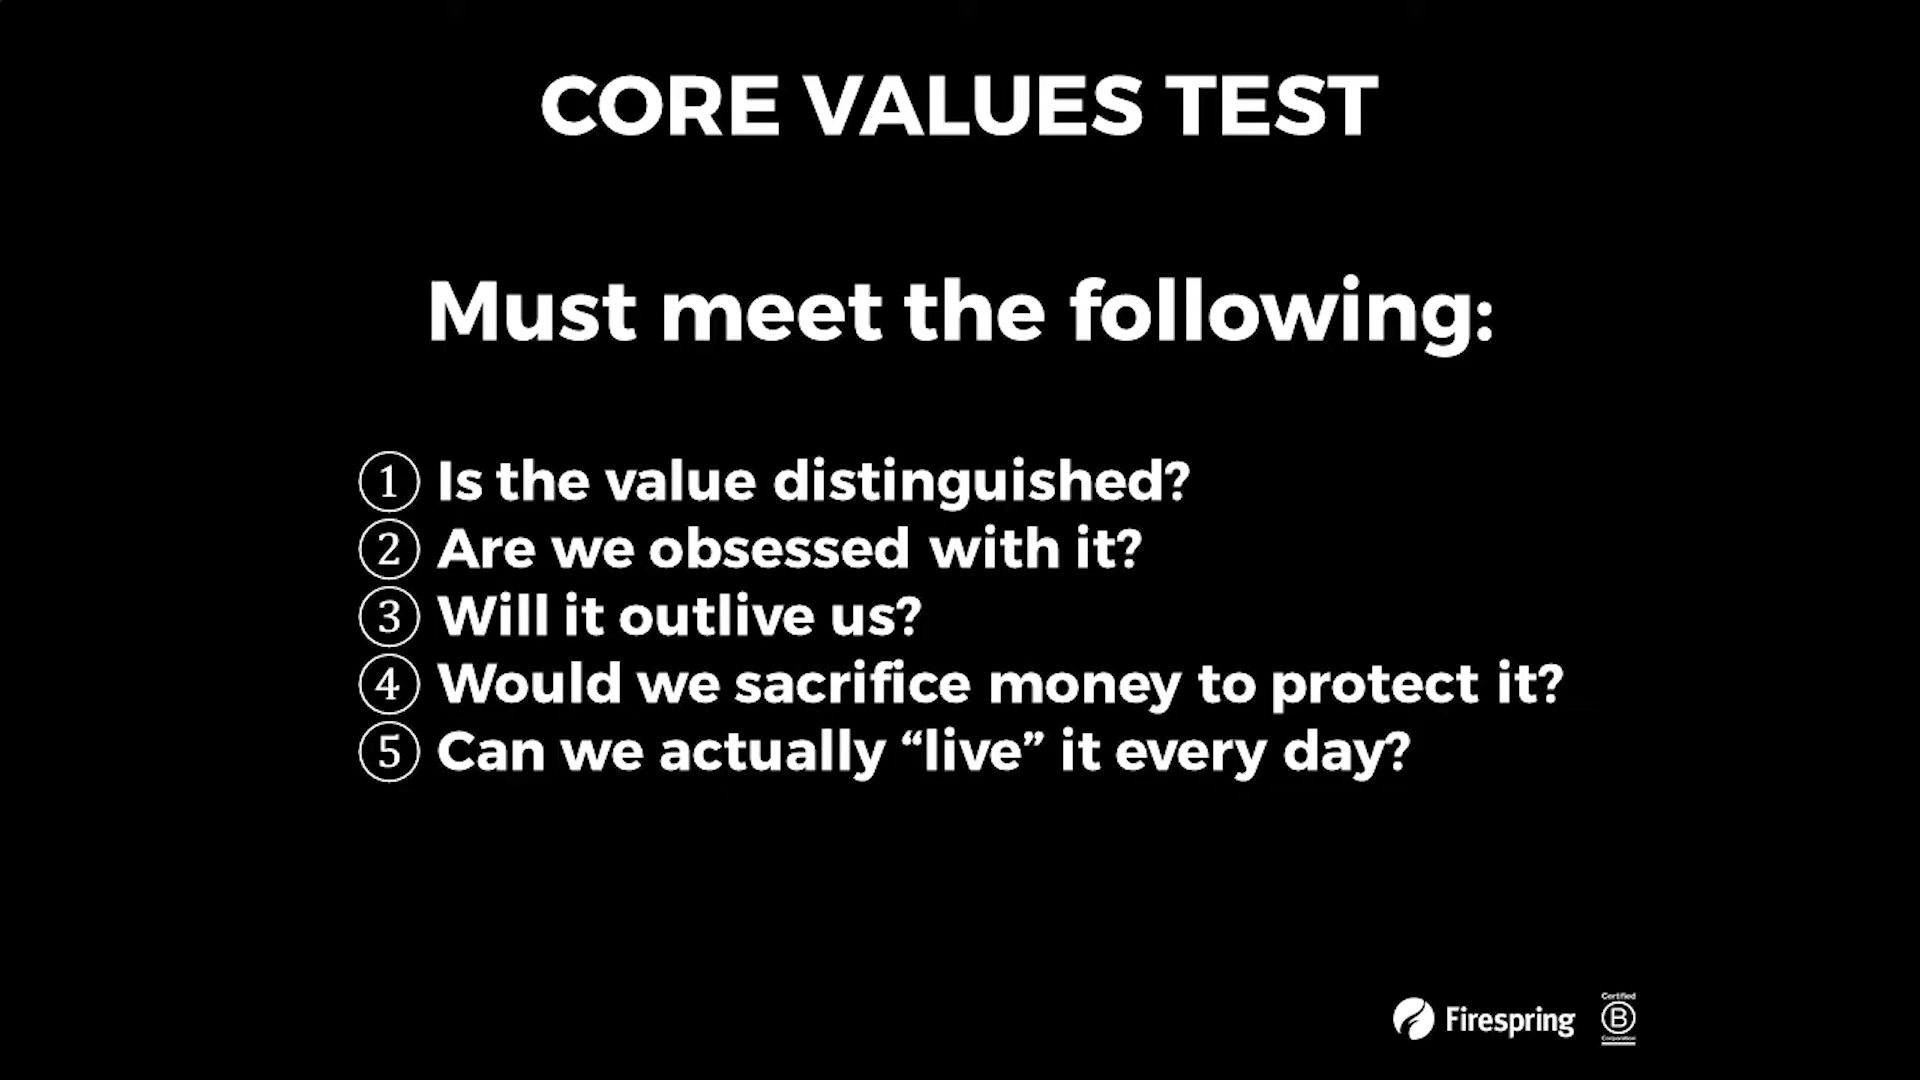 CORE VALUES TEST
Must meet the following:
① Is the value distinguished?
② Are we obsessed with it?
③ Will it outlive us?
④ Would we sacrifice money to protect it?
⑤ Can we actually “live” it every day?
Firespring
Certified
B
Corporation